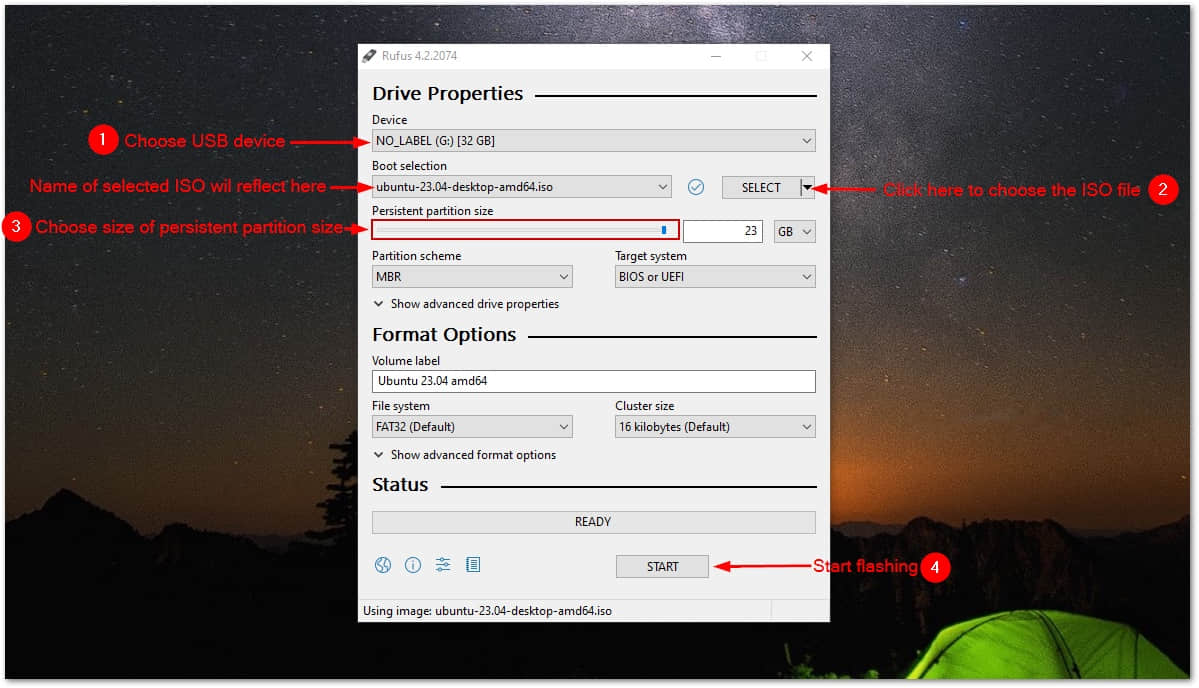 Rufus 4.2.2074
Drive Properties
Device
1 Choose USB device
NO_LABEL (G:) [32 GB]
Boot selection
Name of selected ISO wil reflect here
ubuntu-23.04-desktop-amd64.iso
SELECT
Click here to choose the ISO file 2
Persistent partition size
3 Choose size of persistent partition size
23
GB
Partition scheme
Target system
MBR
BIOS or UEFI
Show advanced drive properties
Format Options
Volume label
Ubuntu 23.04 amd64
File system
Cluster size
FAT32 (Default)
16 kilobytes (Default)
Show advanced format options
Status
READY
START
Start flashing 4
Using image: ubuntu-23.04-desktop-amd64.iso